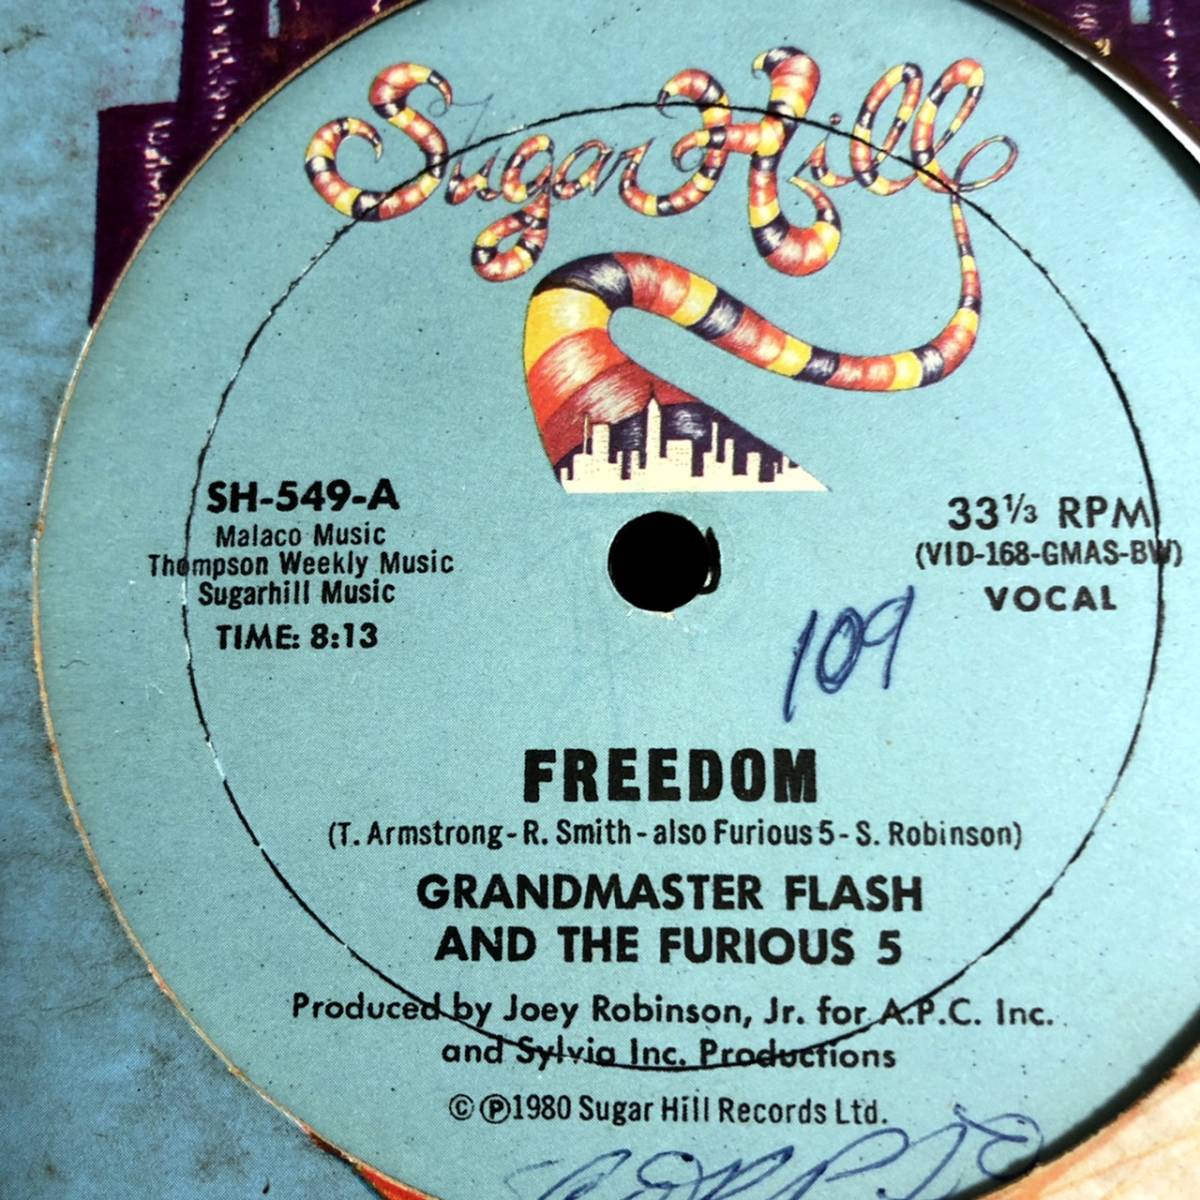 Sugar Hill
SH-549-A
Malaco Music
Thompson Weekly Music
Sugarhill Music
TIME: 8:13
33⅓ RPM
(VID-168-GMAS-BW)
VOCAL
109
FREEDOM
(T. Armstrong - R. Smith - also Furious 5 - S. Robinson)
GRANDMASTER FLASH
AND THE FURIOUS 5
Produced by Joey Robinson, Jr. for A.P.C. Inc.
and Sylvia Inc. Productions
©℗1980 Sugar Hill Records Ltd.